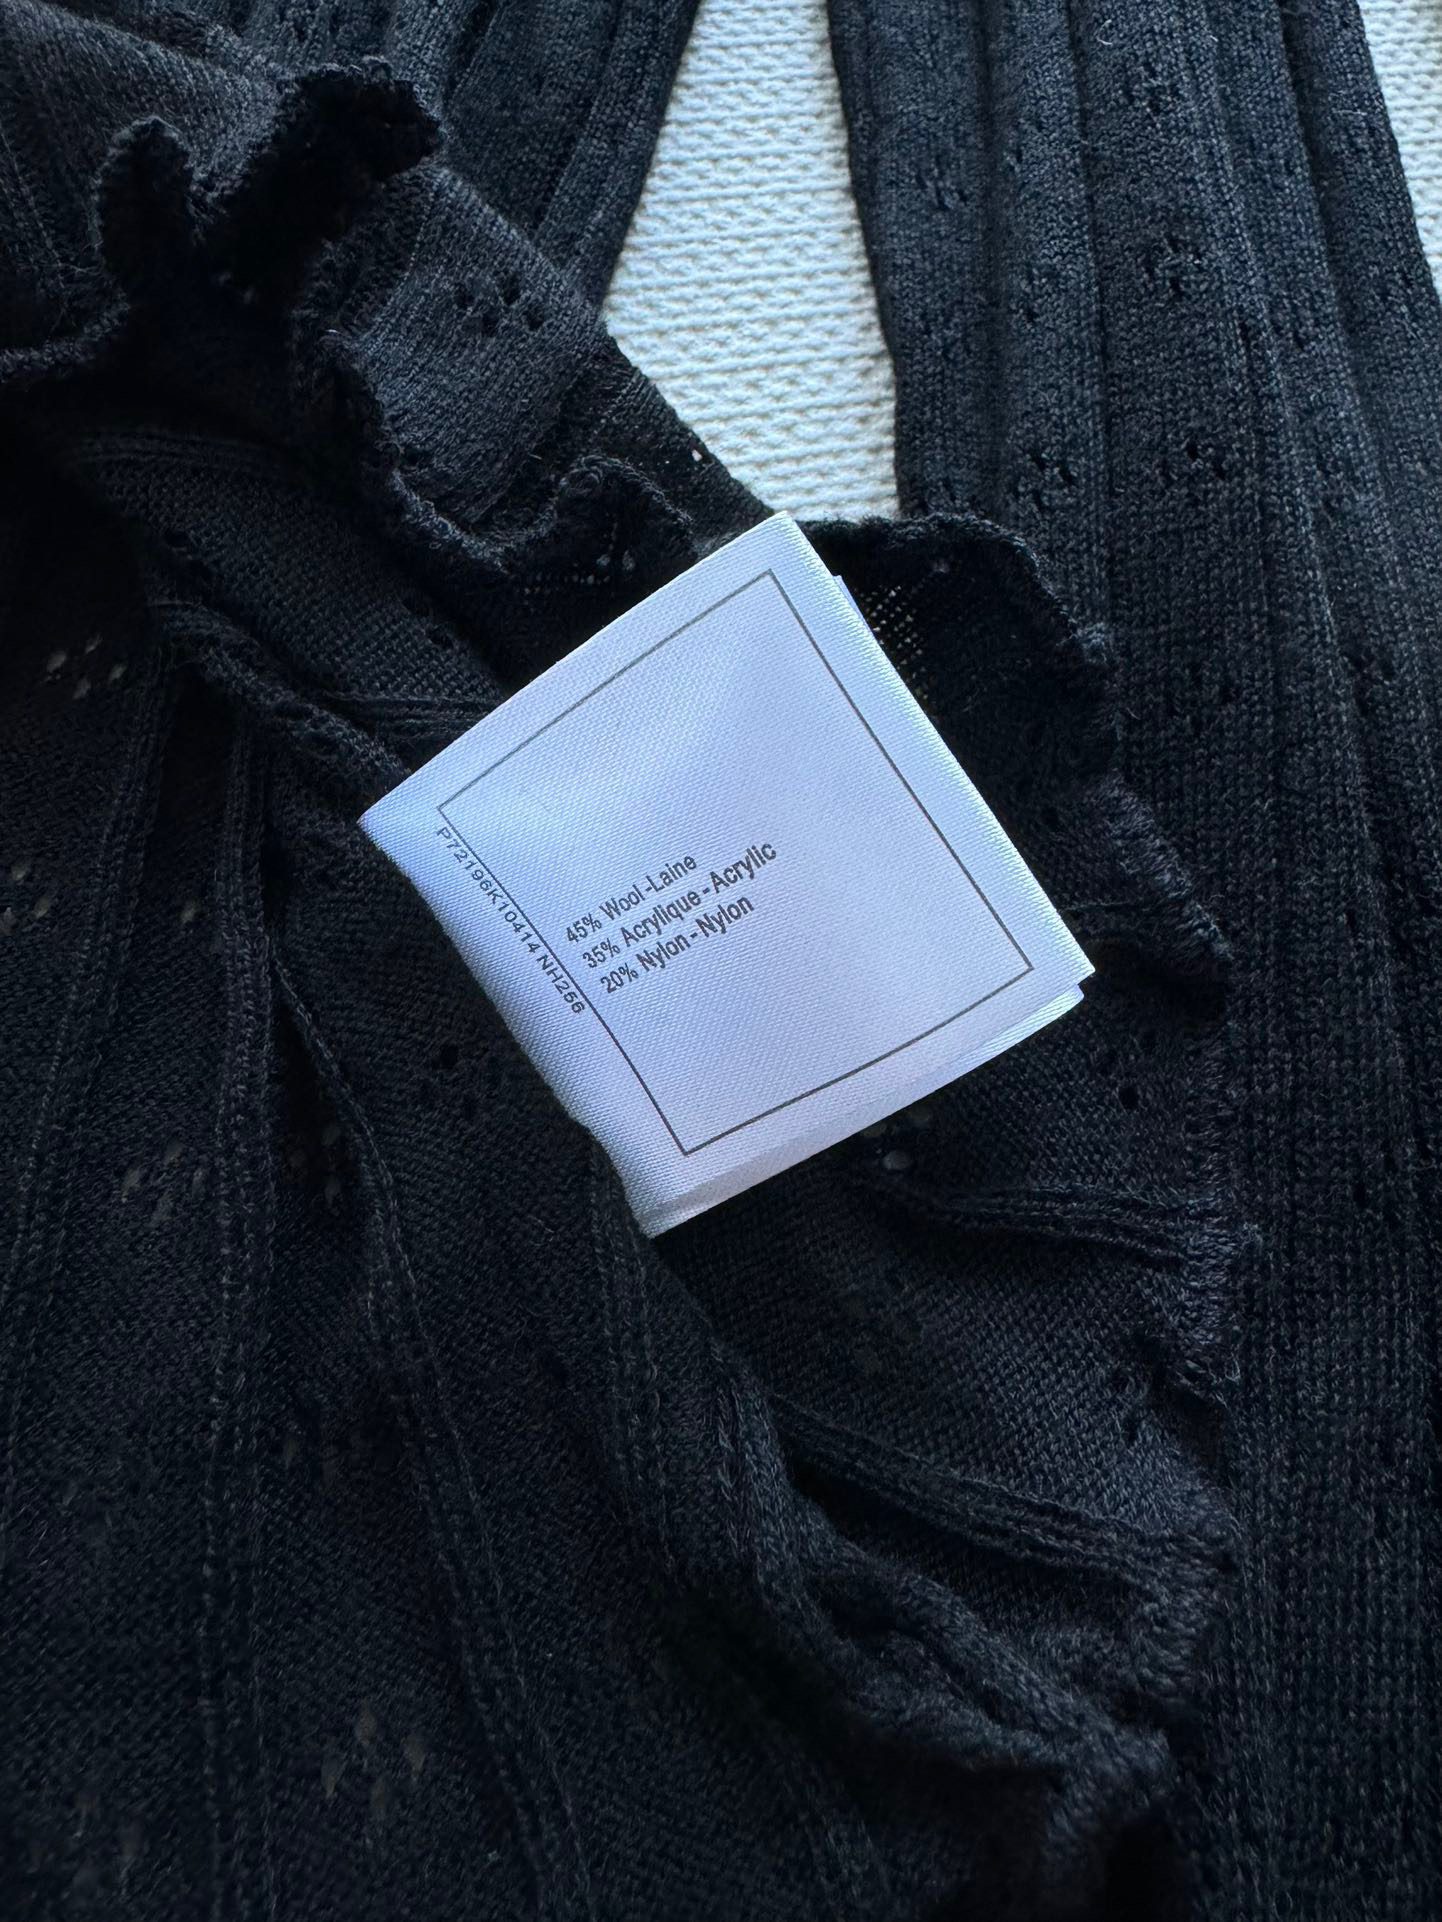 P72196K10414 NH266
45% Wool-Laine
35% Acrylique-Acrylic
20% Nylon-Nylon